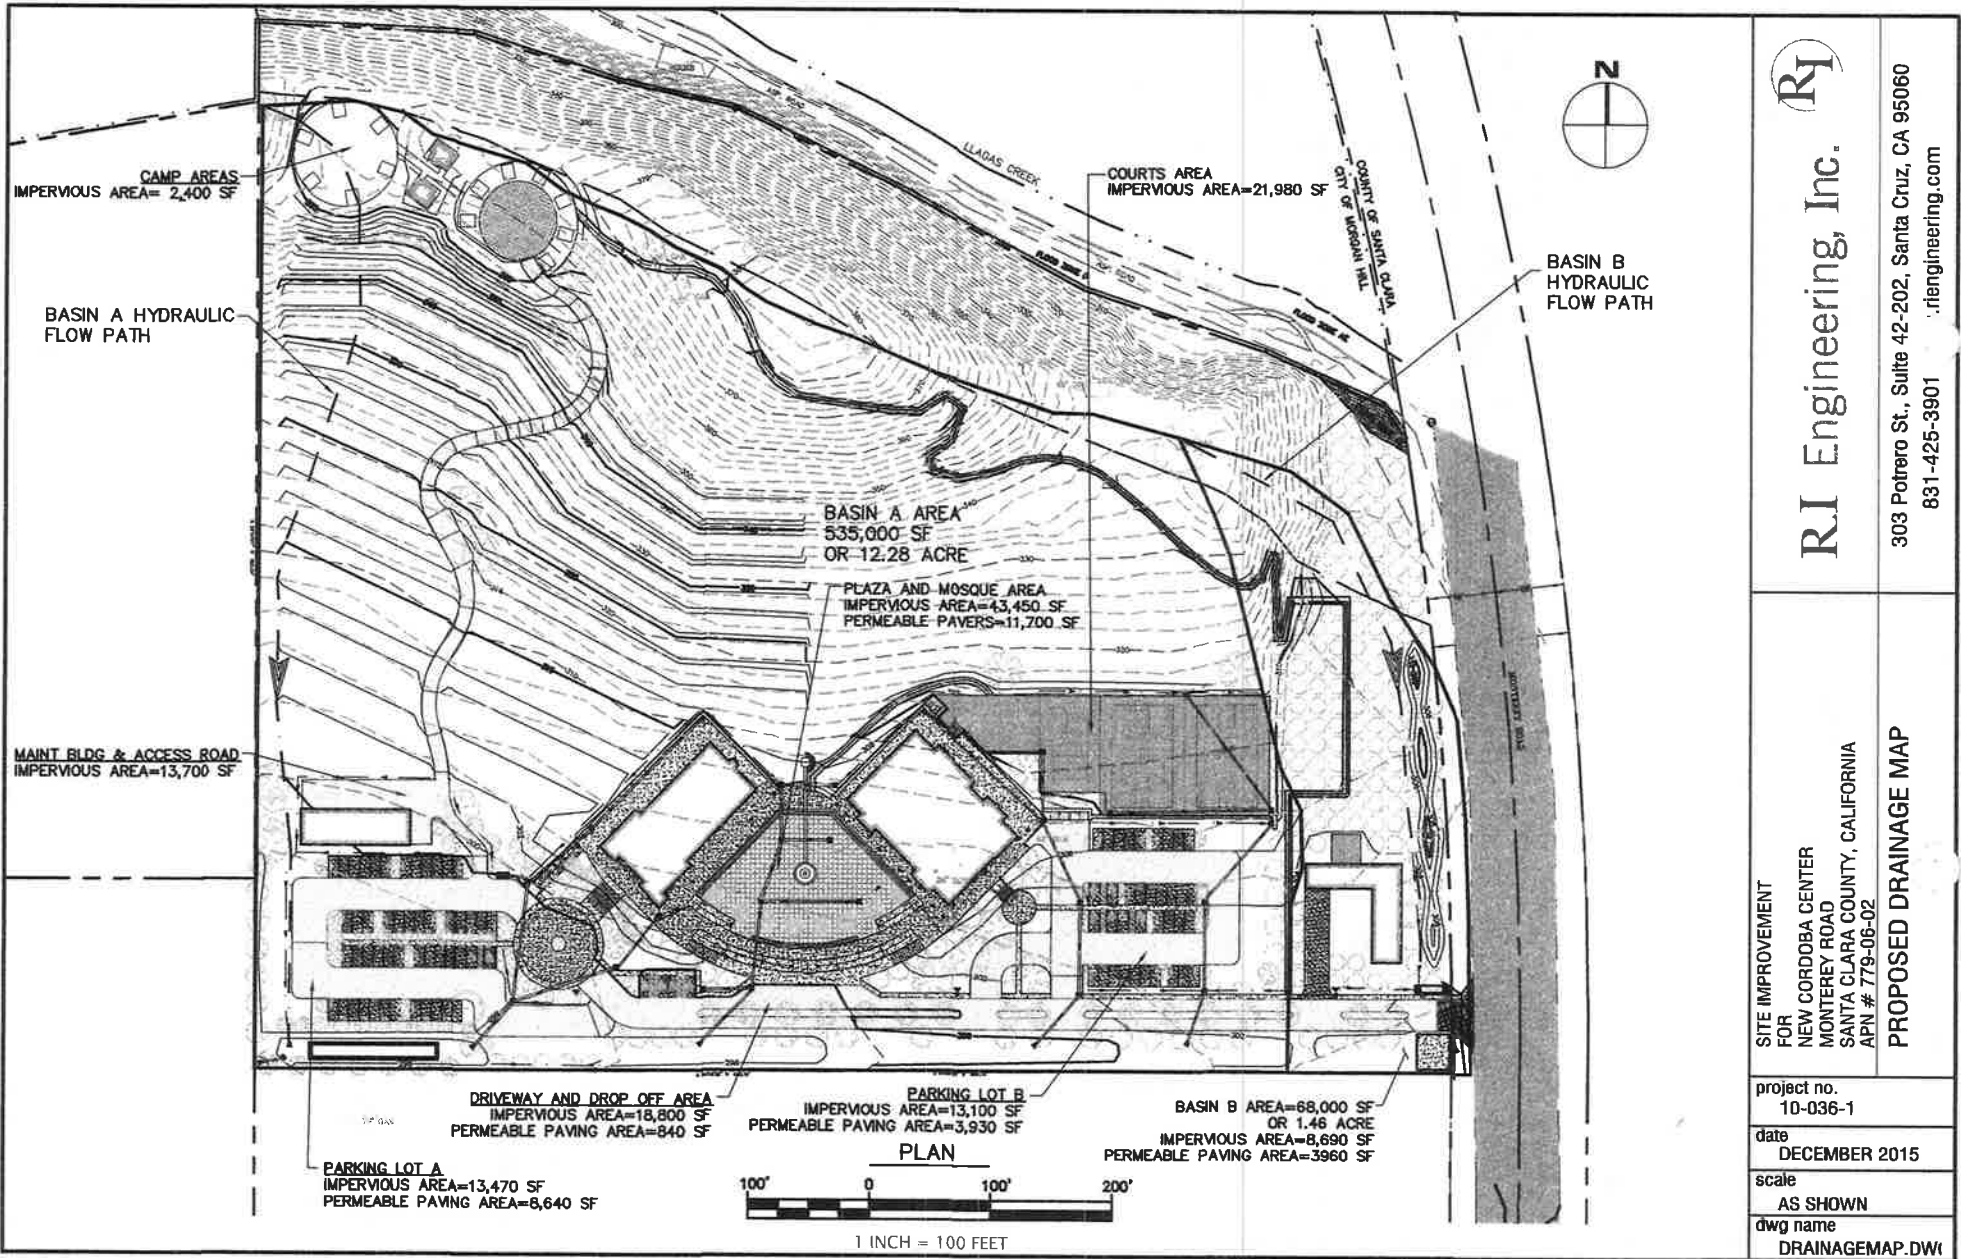 N
LLAGAS CREEK
COUNTY OF SANTA CLARA
CITY OF MORGAN HILL
CAMP AREAS
IMPERVIOUS AREA= 2,400 SF
COURTS AREA
IMPERVIOUS AREA=21,980 SF
BASIN B
HYDRAULIC
FLOW PATH
BASIN A HYDRAULIC
FLOW PATH
BASIN A AREA
535,000 SF
OR 12.28 ACRE
PLAZA AND MOSQUE AREA
IMPERVIOUS AREA=43,450 SF
PERMEABLE PAVERS=11,700 SF
MAINT BLDG & ACCESS ROAD
IMPERVIOUS AREA=13,700 SF
DRIVEWAY AND DROP OFF AREA
IMPERVIOUS AREA=18,800 SF
PERMEABLE PAVING AREA=840 SF
PARKING LOT B
IMPERVIOUS AREA=13,100 SF
PERMEABLE PAVING AREA=3,930 SF
BASIN B AREA=68,000 SF
OR 1.46 ACRE
IMPERVIOUS AREA=8,690 SF
PERMEABLE PAVING AREA=3960 SF
PARKING LOT A
IMPERVIOUS AREA=13,470 SF
PERMEABLE PAVING AREA=8,640 SF
PLAN
100' 0 100' 200'
1 INCH = 100 FEET
RI
R.I Engineering, Inc.
303 Potrero St., Suite 42-202, Santa Cruz, CA 95060
831-425-3901 .riengineering.com
SITE IMPROVEMENT
FOR
NEW CORDOBA CENTER
MONTEREY ROAD
SANTA CLARA COUNTY, CALIFORNIA
APN # 779-06-02
PROPOSED DRAINAGE MAP
project no.
10-036-1
date
DECEMBER 2015
scale
AS SHOWN
dwg name
DRAINAGEMAP.DW